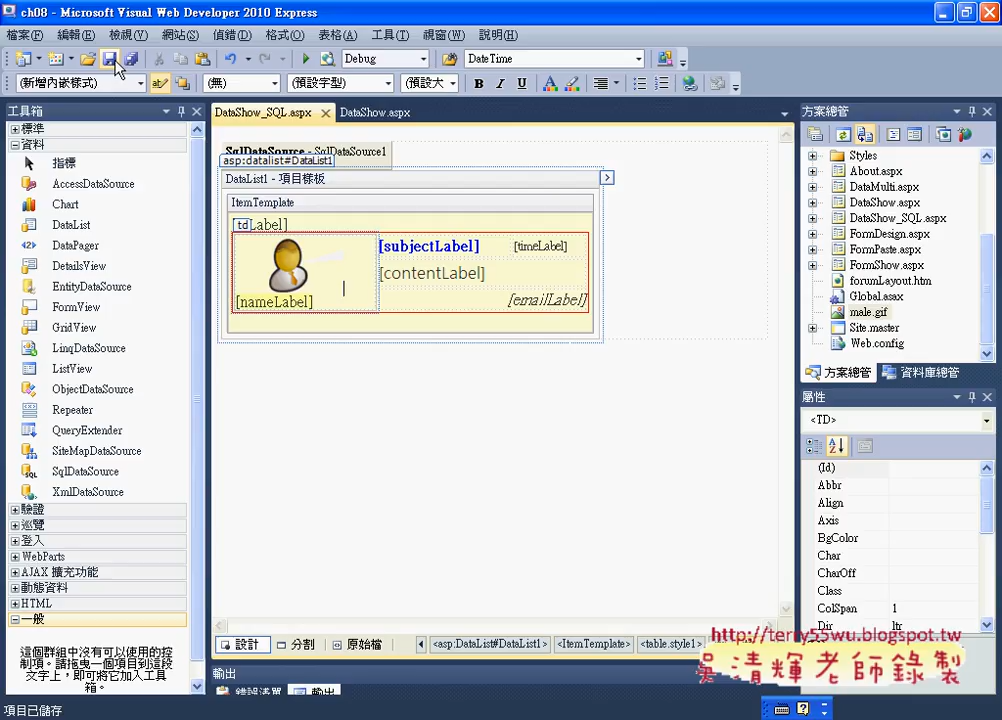 ch08 - Microsoft Visual Web Developer 2010 Express
檔案(F) 編輯(E) 檢視(V) 網站(S) 偵錯(D) 格式(O) 表格(A) 工具(T) 視窗(W) 說明(H)
Debug DateTime
(新增內嵌樣式) (無) (預設字型) (預設大 B I U A
工具箱
標準
資料
指標
AccessDataSource
Chart
DataList
DataPager
DetailsView
EntityDataSource
FormView
GridView
LinqDataSource
ListView
ObjectDataSource
Repeater
QueryExtender
SiteMapDataSource
SqlDataSource
XmlDataSource
驗證
巡覽
登入
WebParts
AJAX 擴充功能
動態資料
HTML
一般
這個群組中沒有可以使用的控
制項。請拖曳一個項目到這段
文字上，即可將它加入工具
箱。
項目已儲存
DataShow_SQL.aspx DataShow.aspx
SqlDataSource - SqlDataSource1
asp:datalist#DataList1
DataList1 - 項目樣板
ItemTemplate
td Label]
[subjectLabel] [timeLabel]
[contentLabel]
[nameLabel] [emailLabel]
設計 分割 原始檔 <asp:DataList#DataList1> <ItemTemplate> <table.style1>
輸出
錯誤清單 輸出
方案總管
Styles
About.aspx
DataMulti.aspx
DataShow.aspx
DataShow_SQL.aspx
FormDesign.aspx
FormPaste.aspx
FormShow.aspx
forumLayout.htm
Global.asax
male.gif
Site.master
Web.config
方案總管 資料庫總管
屬性
<TD>
(Id)
Abbr
Align
Axis
BgColor
Char
CharOff
Class
ColSpan 1
Dir ltr
http://terry55wu.blogspot.tw
吳清輝老師錄製